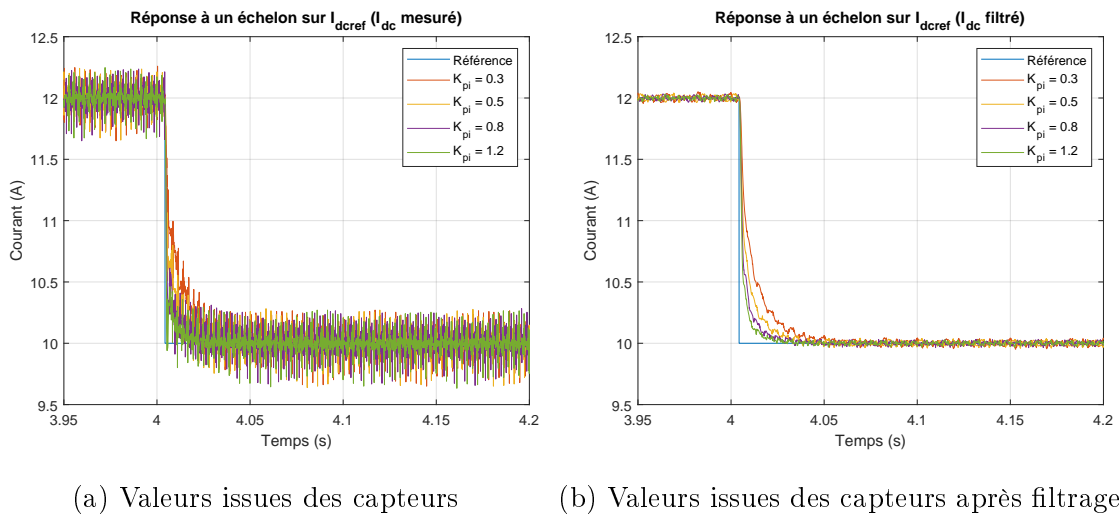 Réponse à un échelon sur I_dcref (I_dc mesuré)
12.5
12
11.5
11
10.5
10
9.5
Courant (A)
3.95
4
4.05
4.1
4.15
4.2
Temps (s)
Référence
K_pi = 0.3
K_pi = 0.5
K_pi = 0.8
K_pi = 1.2
(a) Valeurs issues des capteurs
Réponse à un échelon sur I_dcref (I_dc filtré)
12.5
12
11.5
11
10.5
10
9.5
Courant (A)
3.95
4
4.05
4.1
4.15
4.2
Temps (s)
Référence
K_pi = 0.3
K_pi = 0.5
K_pi = 0.8
K_pi = 1.2
(b) Valeurs issues des capteurs après filtrage